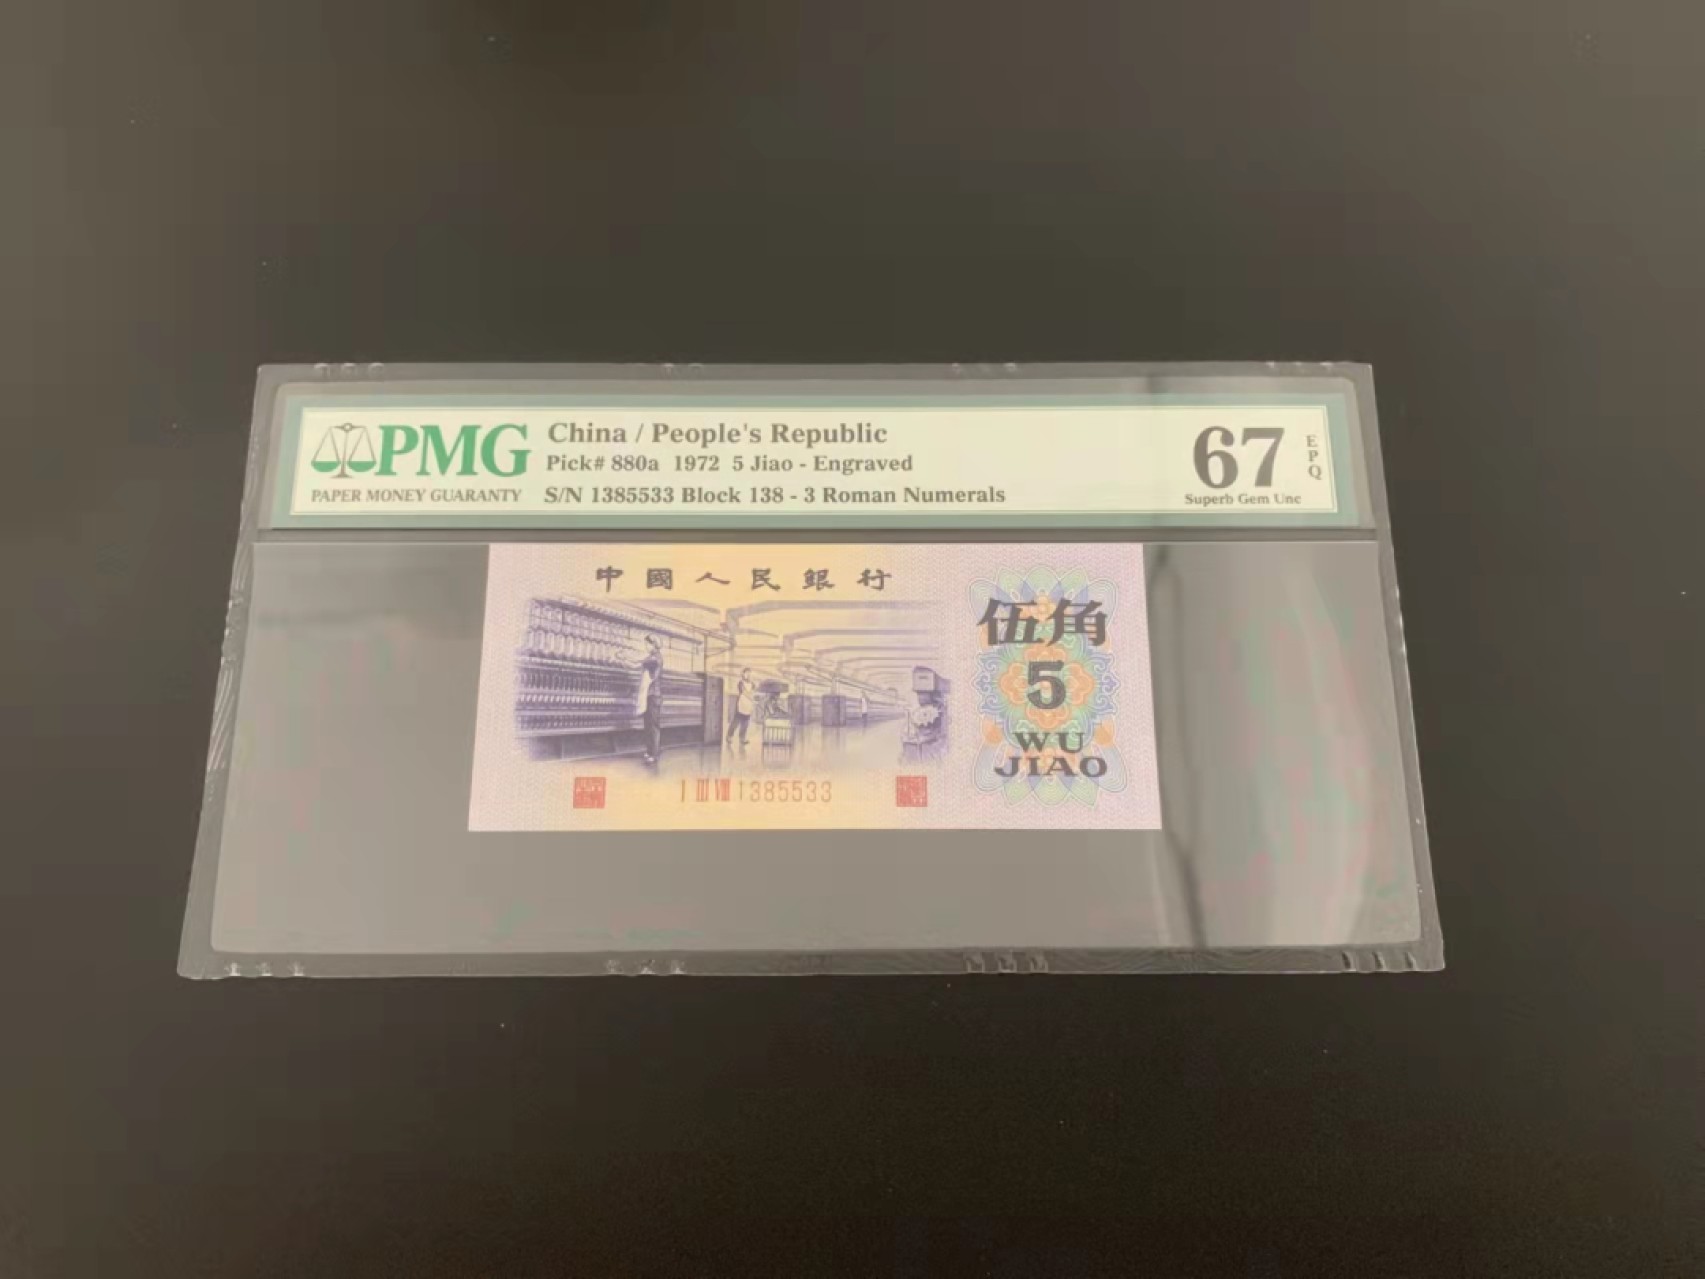 PMG
PAPER MONEY GUARANTY
China / People's Republic
Pick# 880a 1972 5 Jiao - Engraved
S/N 1385533 Block 138 - 3 Roman Numerals
67
EPQ
Superb Gem Unc
中國人民銀行
伍角
5
WU
JIAO
I III VIII 1385533